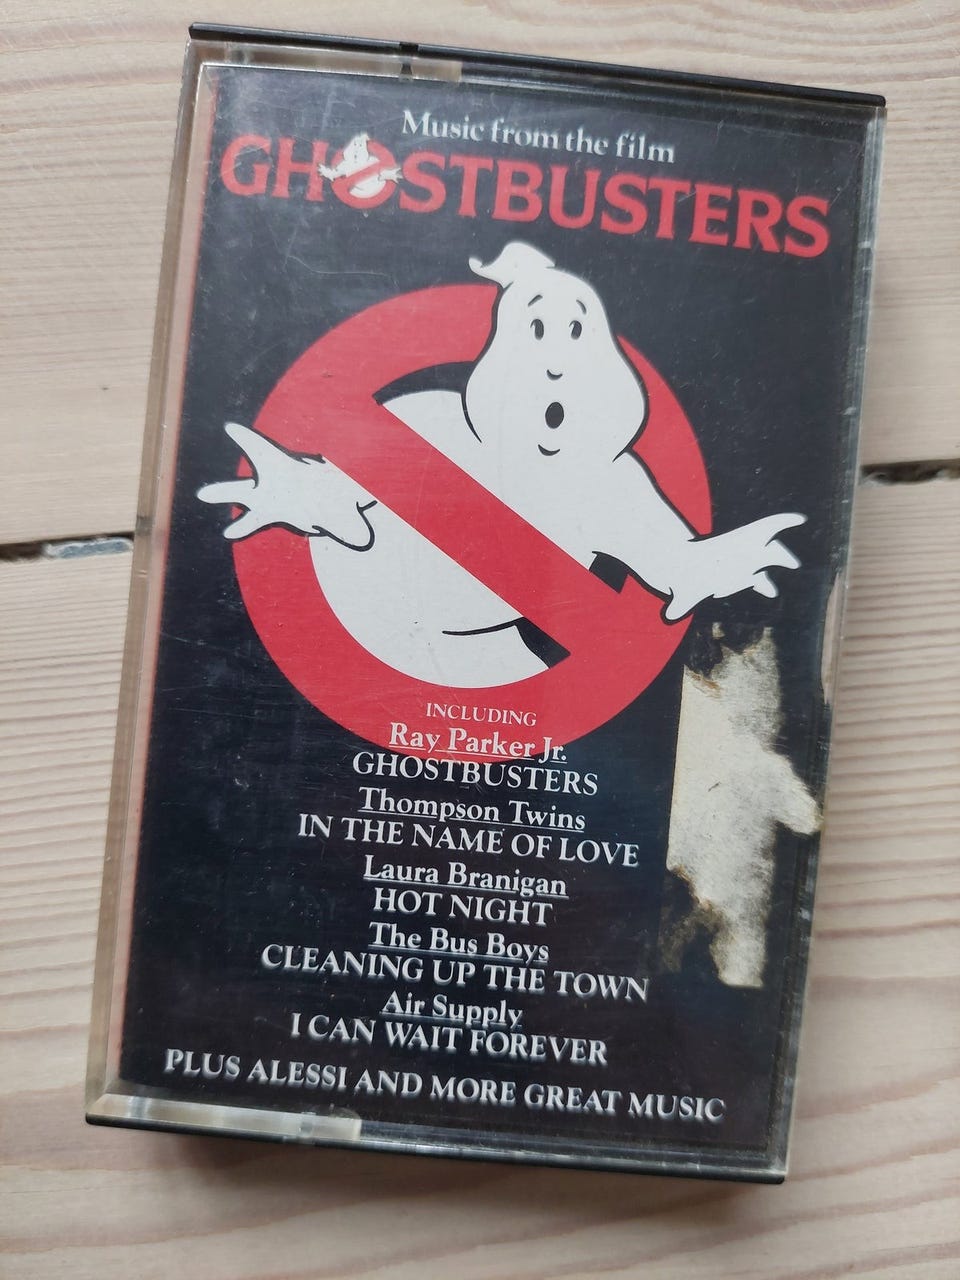 Music from the film
GHOSTBUSTERS
INCLUDING
Ray Parker Jr.
GHOSTBUSTERS
Thompson Twins
IN THE NAME OF LOVE
Laura Branigan
HOT NIGHT
The Bus Boys
CLEANING UP THE TOWN
Air Supply
I CAN WAIT FOREVER
PLUS ALESSI AND MORE GREAT MUSIC